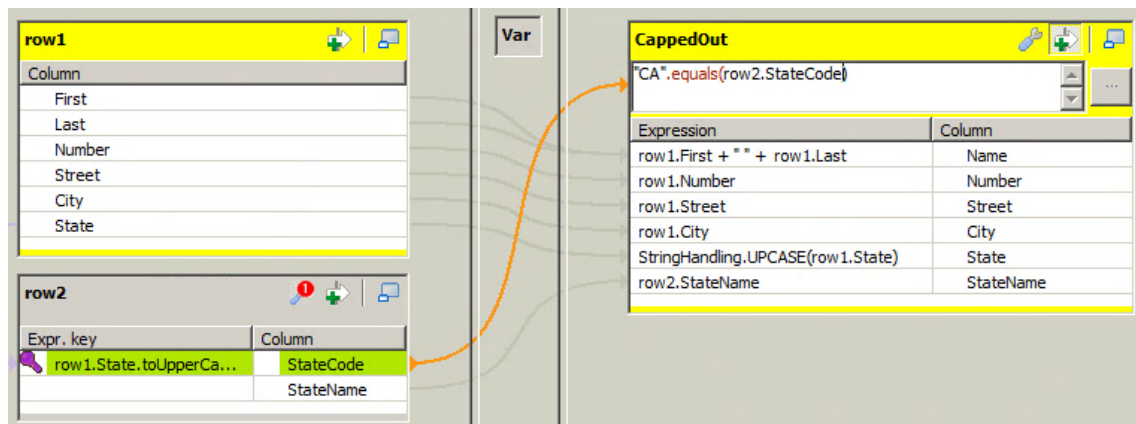 row1
Column
First
Last
Number
Street
City
State
row2
1
Expr. key Column
row1.State.toUpperCa... StateCode
StateName
Var
CappedOut
"CA".equals(row2.StateCode)
...
Expression Column
row1.First + " " + row1.Last Name
row1.Number Number
row1.Street Street
row1.City City
StringHandling.UPCASE(row1.State) State
row2.StateName StateName